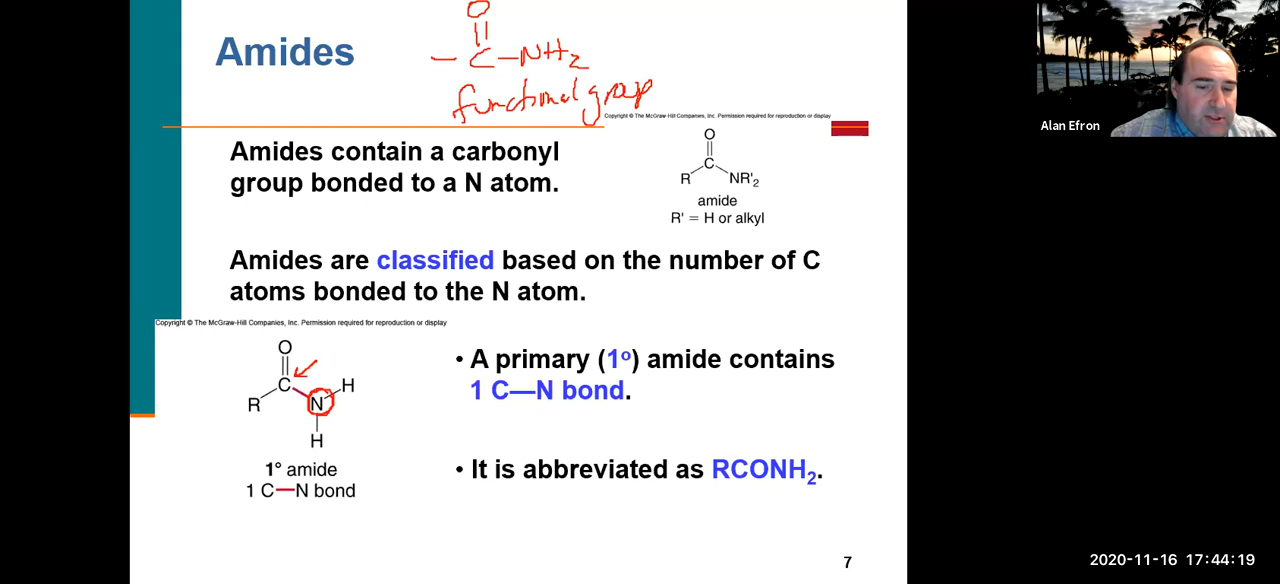 O
Amides
— C — NH2
functional group
Copyright © The McGraw-Hill Companies, Inc. Permission required for reproduction or display
Alan Efron
Amides contain a carbonyl
group bonded to a N atom.
O
C
R NR'2
amide
R' = H or alkyl
Amides are classified based on the number of C
atoms bonded to the N atom.
Copyright © The McGraw-Hill Companies, Inc. Permission required for reproduction or display
O
C H
R N
H
1° amide
1 C—N bond
• A primary (1º) amide contains
1 C—N bond.
• It is abbreviated as RCONH2.
7
2020-11-16 17:44:19